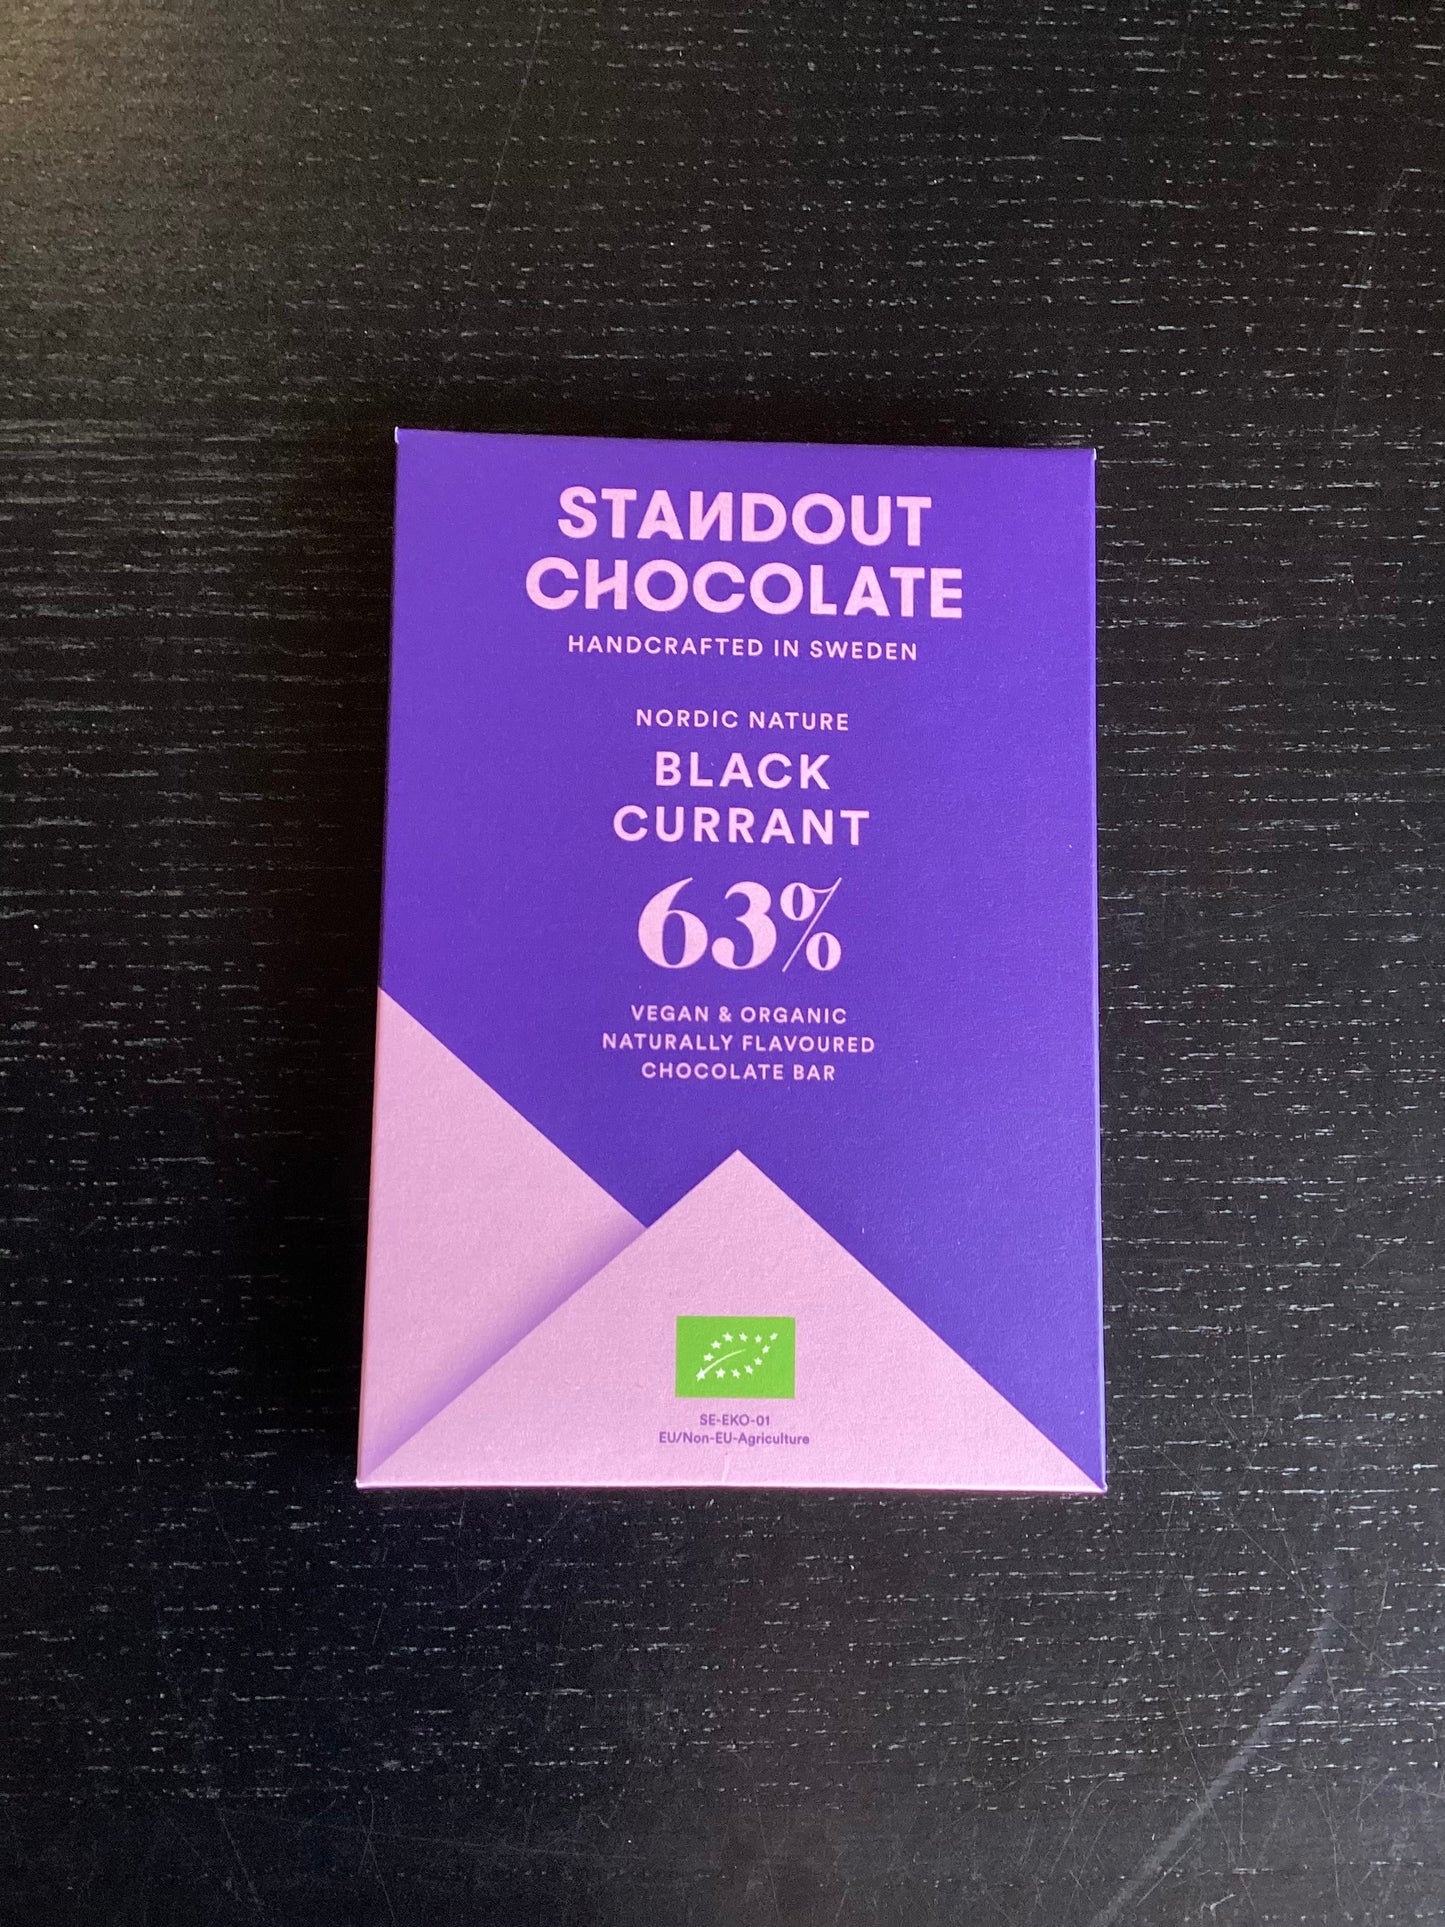 STANDOUT
CHOCOLATE
HANDCRAFTED IN SWEDEN
NORDIC NATURE
BLACK
CURRANT
63%
VEGAN & ORGANIC
NATURALLY FLAVOURED
CHOCOLATE BAR
SE-EKO-01
EU/Non-EU-Agriculture